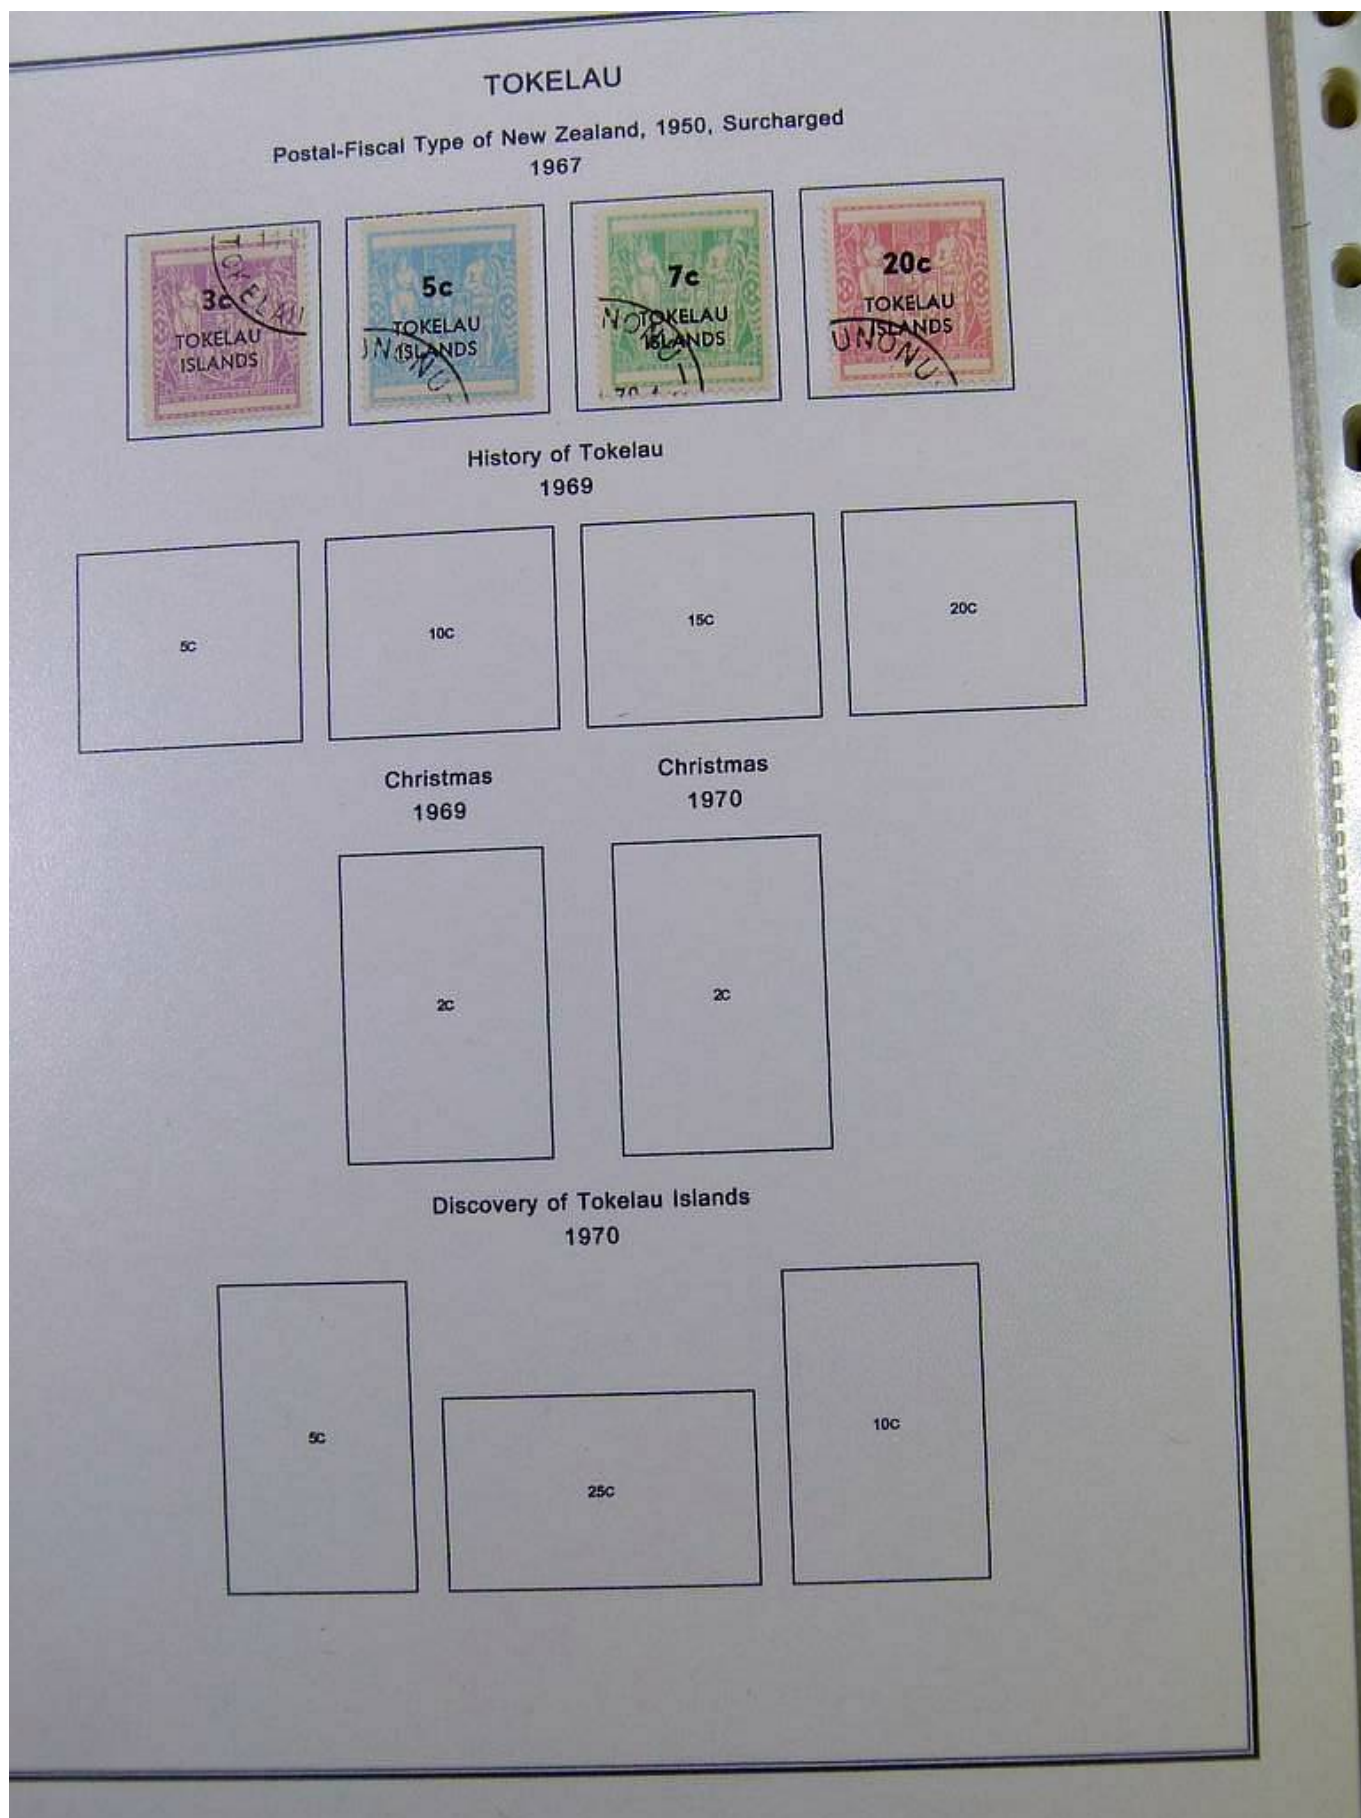 TOKELAU
Postal-Fiscal Type of New Zealand, 1950, Surcharged
1967
3c
TOKELAU
ISLANDS
TOKELAU
5c
TOKELAU
ISLANDS
7c
TOKELAU
ISLANDS
20c
TOKELAU
ISLANDS
UNONU
History of Tokelau
1969
5C
10C
15C
20C
Christmas
1969
Christmas
1970
2C
2C
Discovery of Tokelau Islands
1970
5C
25C
10C